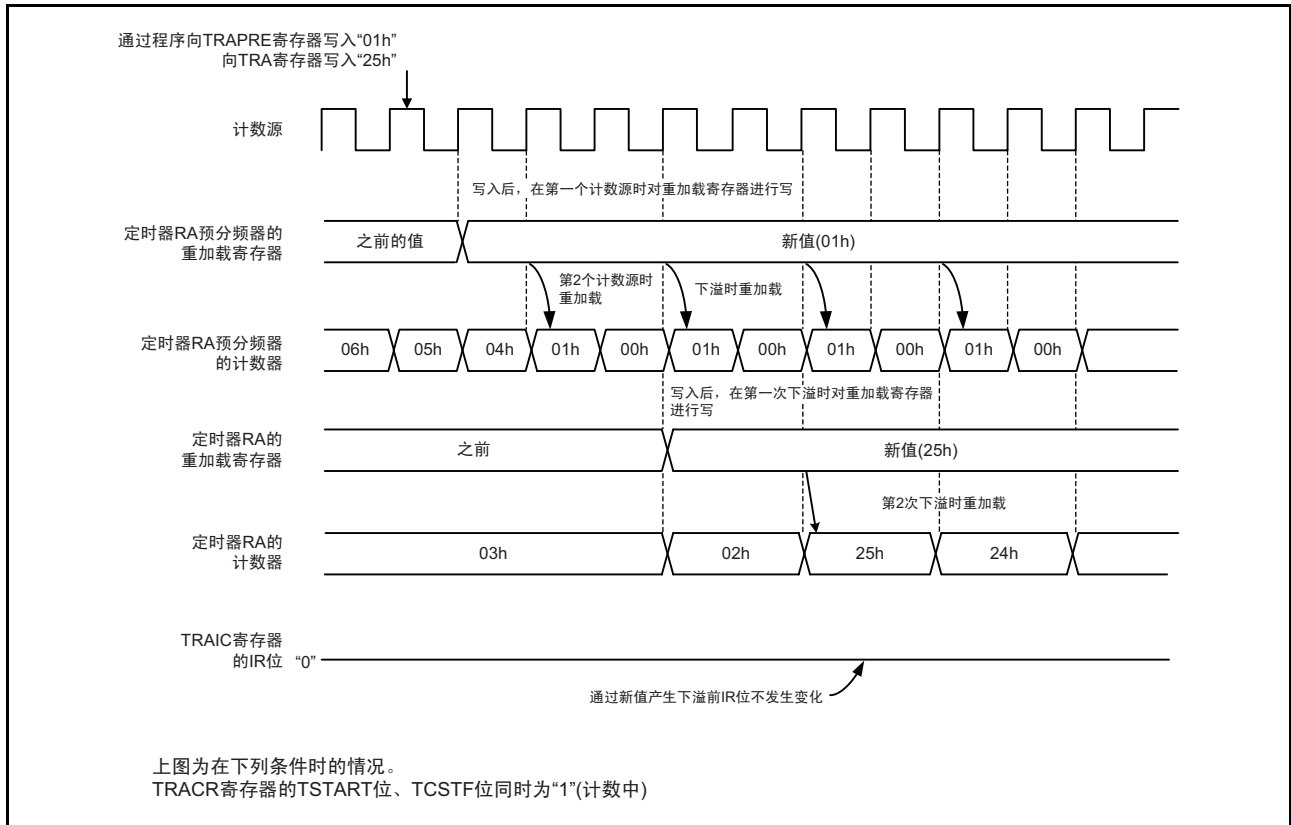 通过程序向TRAPRE寄存器写入“01h”
向TRA寄存器写入“25h”
计数源
写入后，在第一个计数源时对重加载寄存器进行写
定时器RA预分频器的
重加载寄存器
之前的值
新值(01h)
第2个计数源时
重加载
下溢时重加载
定时器RA预分频器
的计数器
06h 05h 04h 01h 00h 01h 00h 01h 00h 01h 00h
写入后，在第一次下溢时对重加载寄存器
进行写
定时器RA的
重加载寄存器
之前
新值(25h)
第2次下溢时重加载
定时器RA的
计数器
03h 02h 25h 24h
TRAIC寄存器
的IR位 “0”
通过新值产生下溢前IR位不发生变化
上图为在下列条件时的情况。
TRACR寄存器的TSTART位、TCSTF位同时为“1”(计数中)